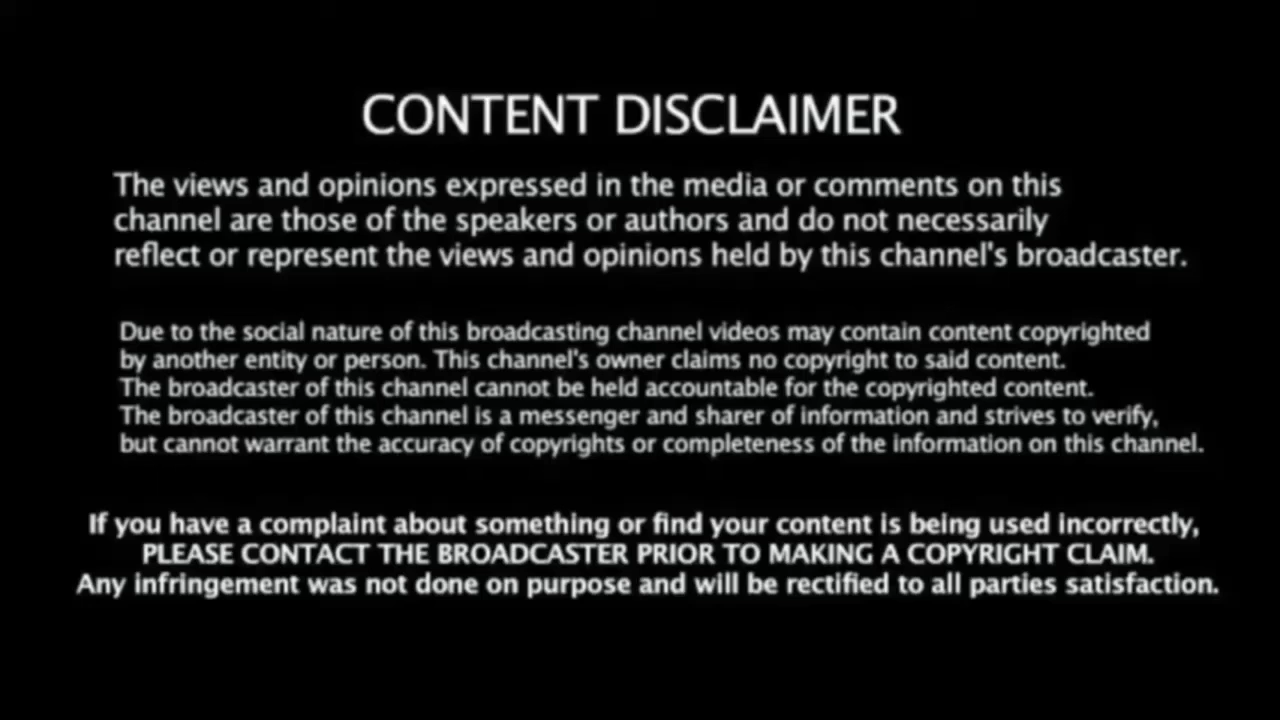 CONTENT DISCLAIMER
The views and opinions expressed in the media or comments on this
channel are those of the speakers or authors and do not necessarily
reflect or represent the views and opinions held by this channel's broadcaster.
Due to the social nature of this broadcasting channel videos may contain content copyrighted
by another entity or person. This channel's owner claims no copyright to said content.
The broadcaster of this channel cannot be held accountable for the copyrighted content.
The broadcaster of this channel is a messenger and sharer of information and strives to verify,
but cannot warrant the accuracy of copyrights or completeness of the information on this channel.
If you have a complaint about something or find your content is being used incorrectly,
PLEASE CONTACT THE BROADCASTER PRIOR TO MAKING A COPYRIGHT CLAIM.
Any infringement was not done on purpose and will be rectified to all parties satisfaction.